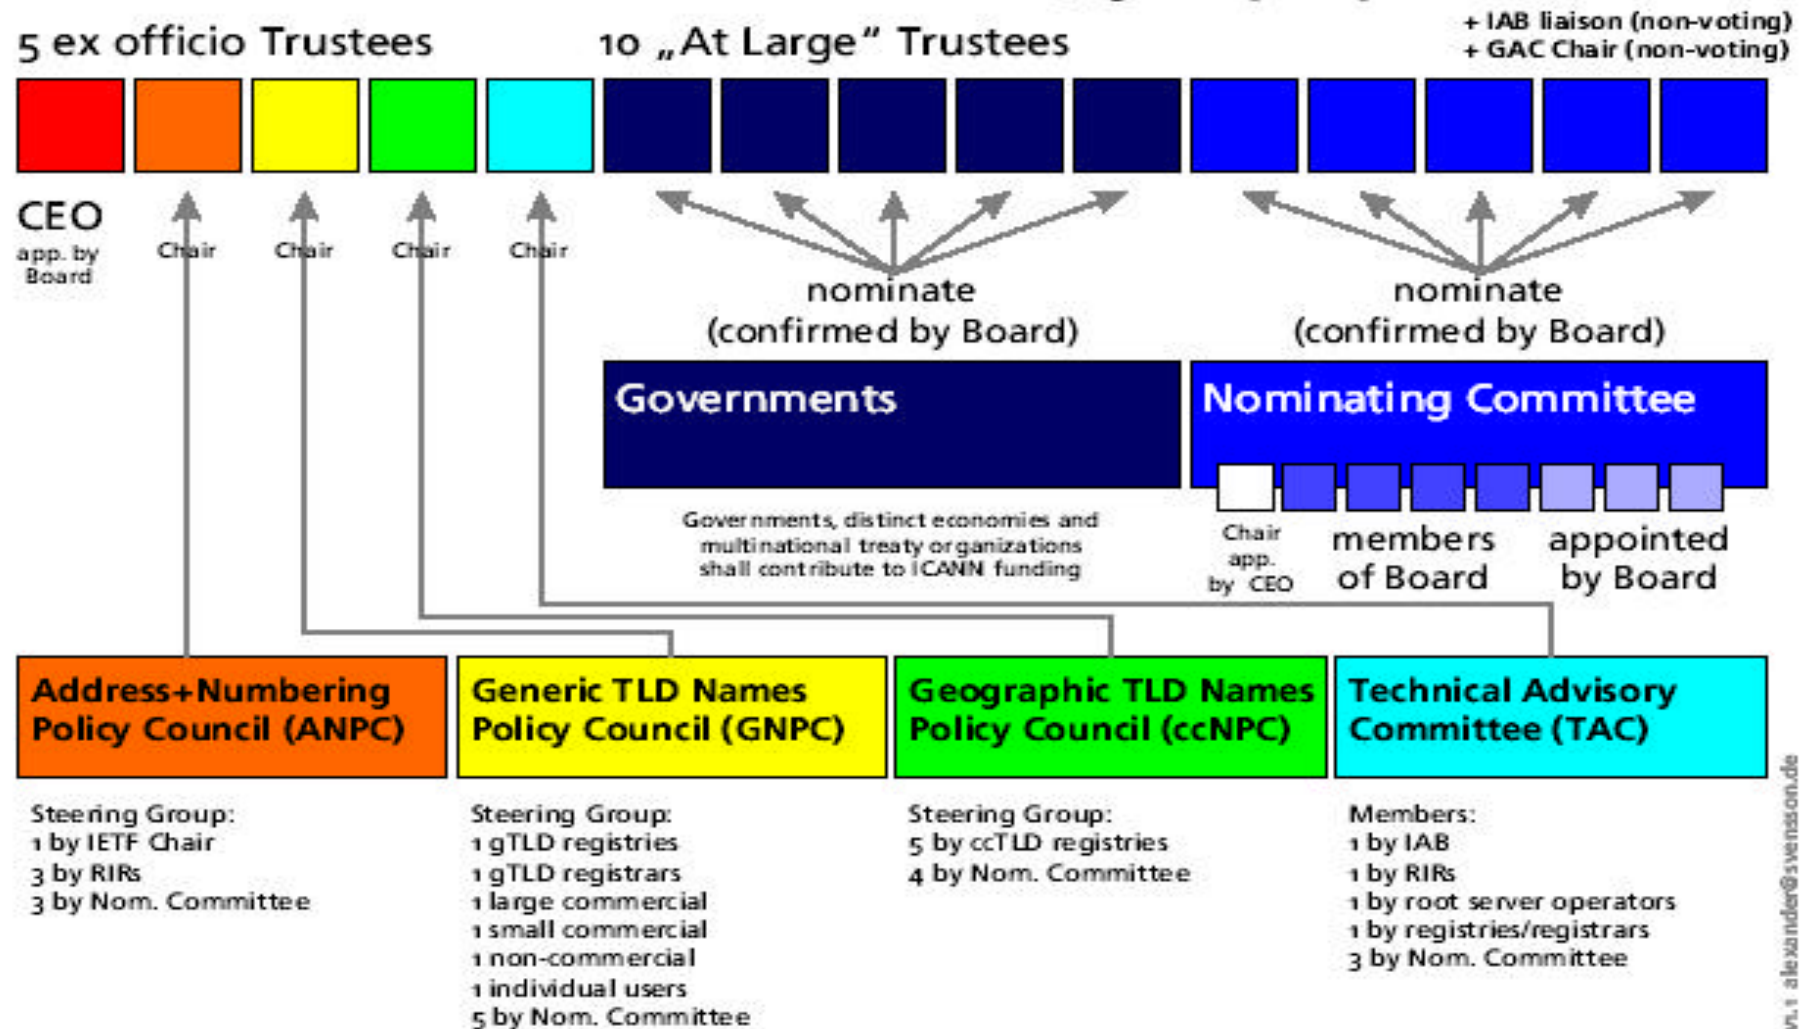 + IAB liaison (non-voting)
5 ex officio Trustees
10 „At Large“ Trustees
+ GAC Chair (non-voting)
CEO
app. by
Board
Chair
Chair
Chair
Chair
nominate
(confirmed by Board)
nominate
(confirmed by Board)
Governments
Nominating Committee
Governments, distinct economies and
multinational treaty organizations
shall contribute to ICANN funding
Chair
app.
by CEO
members
of Board
appointed
by Board
Address+Numbering
Policy Council (ANPC)
Generic TLD Names
Policy Council (GNPC)
Geographic TLD Names
Policy Council (ccNPC)
Technical Advisory
Committee (TAC)
Steering Group:
1 by IETF Chair
3 by RIRs
3 by Nom. Committee
Steering Group:
1 gTLD registries
1 gTLD registrars
1 large commercial
1 small commercial
1 non-commercial
1 individual users
5 by Nom. Committee
Steering Group:
5 by ccTLD registries
4 by Nom. Committee
Members:
1 by IAB
1 by RIRs
1 by root server operators
1 by registries/registrars
3 by Nom. Committee
V1.1 alexander@svensson.de